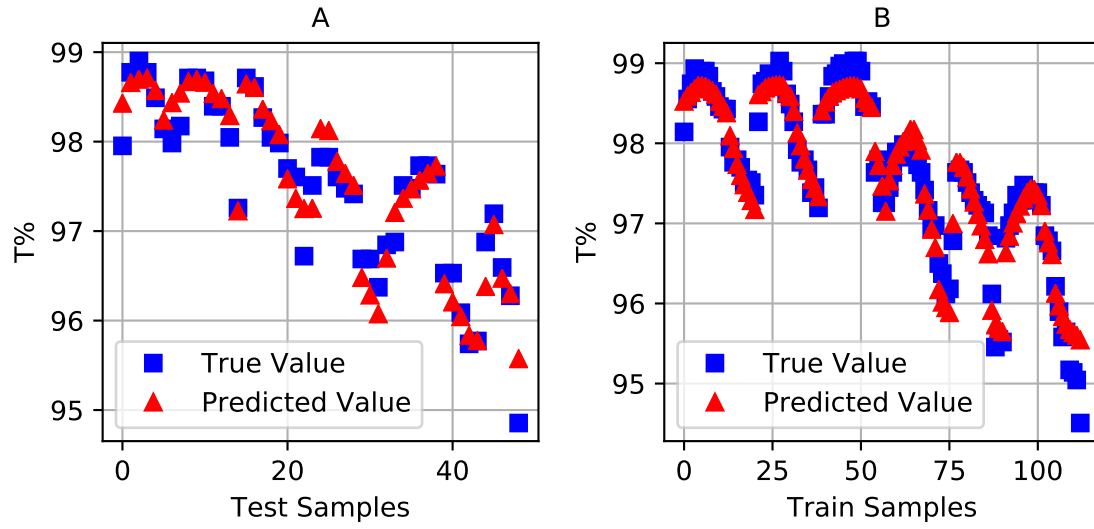 A
99
98
97
96
95
T%
True Value
Predicted Value
0
20
40
Test Samples
B
99
98
97
96
95
T%
True Value
Predicted Value
0
25
50
75
100
Train Samples